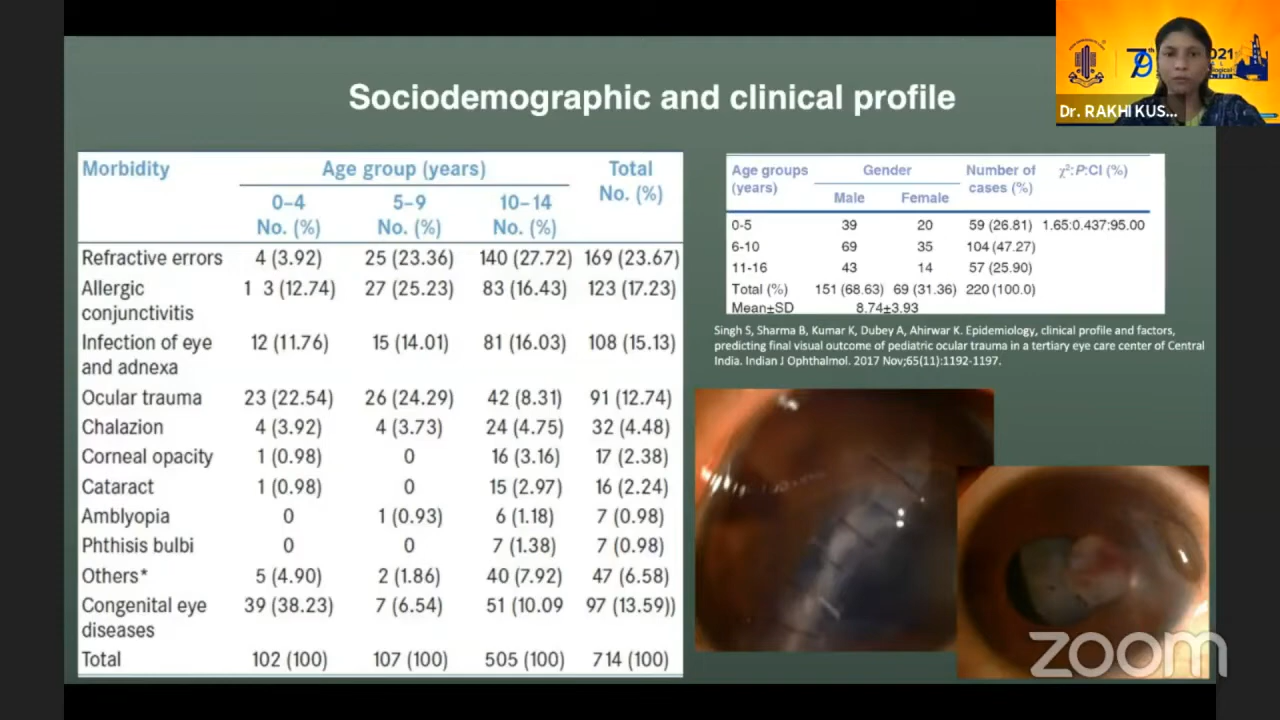 Sociodemographic and clinical profile
Morbidity Age group (years) Total
No. (%)
0–4 5–9 10–14
No. (%) No. (%) No. (%)
Refractive errors 4 (3.92) 25 (23.36) 140 (27.72) 169 (23.67)
Allergic 1 3 (12.74) 27 (25.23) 83 (16.43) 123 (17.23)
conjunctivitis
Infection of eye 12 (11.76) 15 (14.01) 81 (16.03) 108 (15.13)
and adnexa
Ocular trauma 23 (22.54) 26 (24.29) 42 (8.31) 91 (12.74)
Chalazion 4 (3.92) 4 (3.73) 24 (4.75) 32 (4.48)
Corneal opacity 1 (0.98) 0 16 (3.16) 17 (2.38)
Cataract 1 (0.98) 0 15 (2.97) 16 (2.24)
Amblyopia 0 1 (0.93) 6 (1.18) 7 (0.98)
Phthisis bulbi 0 0 7 (1.38) 7 (0.98)
Others* 5 (4.90) 2 (1.86) 40 (7.92) 47 (6.58)
Congenital eye 39 (38.23) 7 (6.54) 51 (10.09 97 (13.59))
diseases
Total 102 (100) 107 (100) 505 (100) 714 (100)
Age groups Gender Number of χ²:P:CI (%)
(years) cases (%)
Male Female
0-5 39 20 59 (26.81) 1.65:0.437:95.00
6-10 69 35 104 (47.27)
11-16 43 14 57 (25.90)
Total (%) 151 (68.63) 69 (31.36) 220 (100.0)
Mean±SD 8.74±3.93
Singh S, Sharma B, Kumar K, Dubey A, Ahirwar K. Epidemiology, clinical profile and factors,
predicting final visual outcome of pediatric ocular trauma in a tertiary eye care center of Central
India. Indian J Ophthalmol. 2017 Nov;65(11):1192-1197.
79th
Dr. RAKHI KUS...
zoom